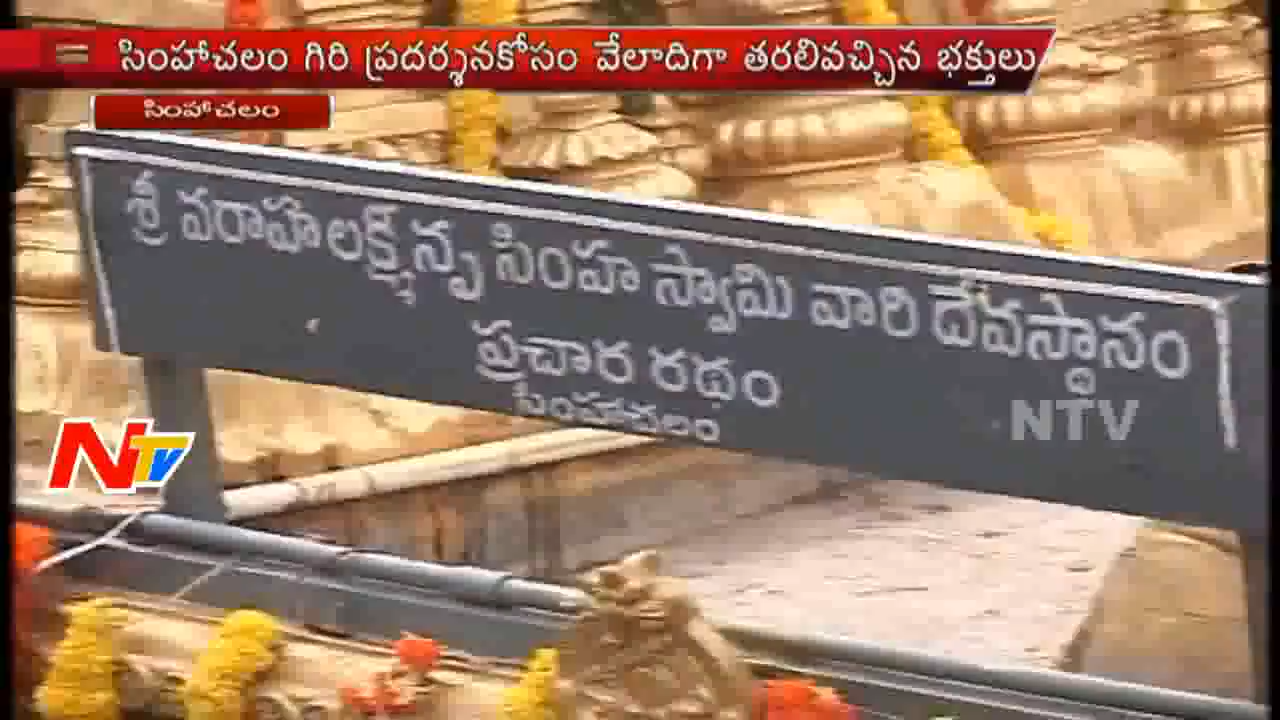 సింహాచలం గిరి ప్రదర్శనకోసం వేలాదిగా తరలివచ్చిన భక్తులు
సింహాచలం
శ్రీ వరాహలక్ష్మీనృ సింహ స్వామి వారి దేవస్థానం
ప్రచార రథం
సింహాచలం
NTV
NTV